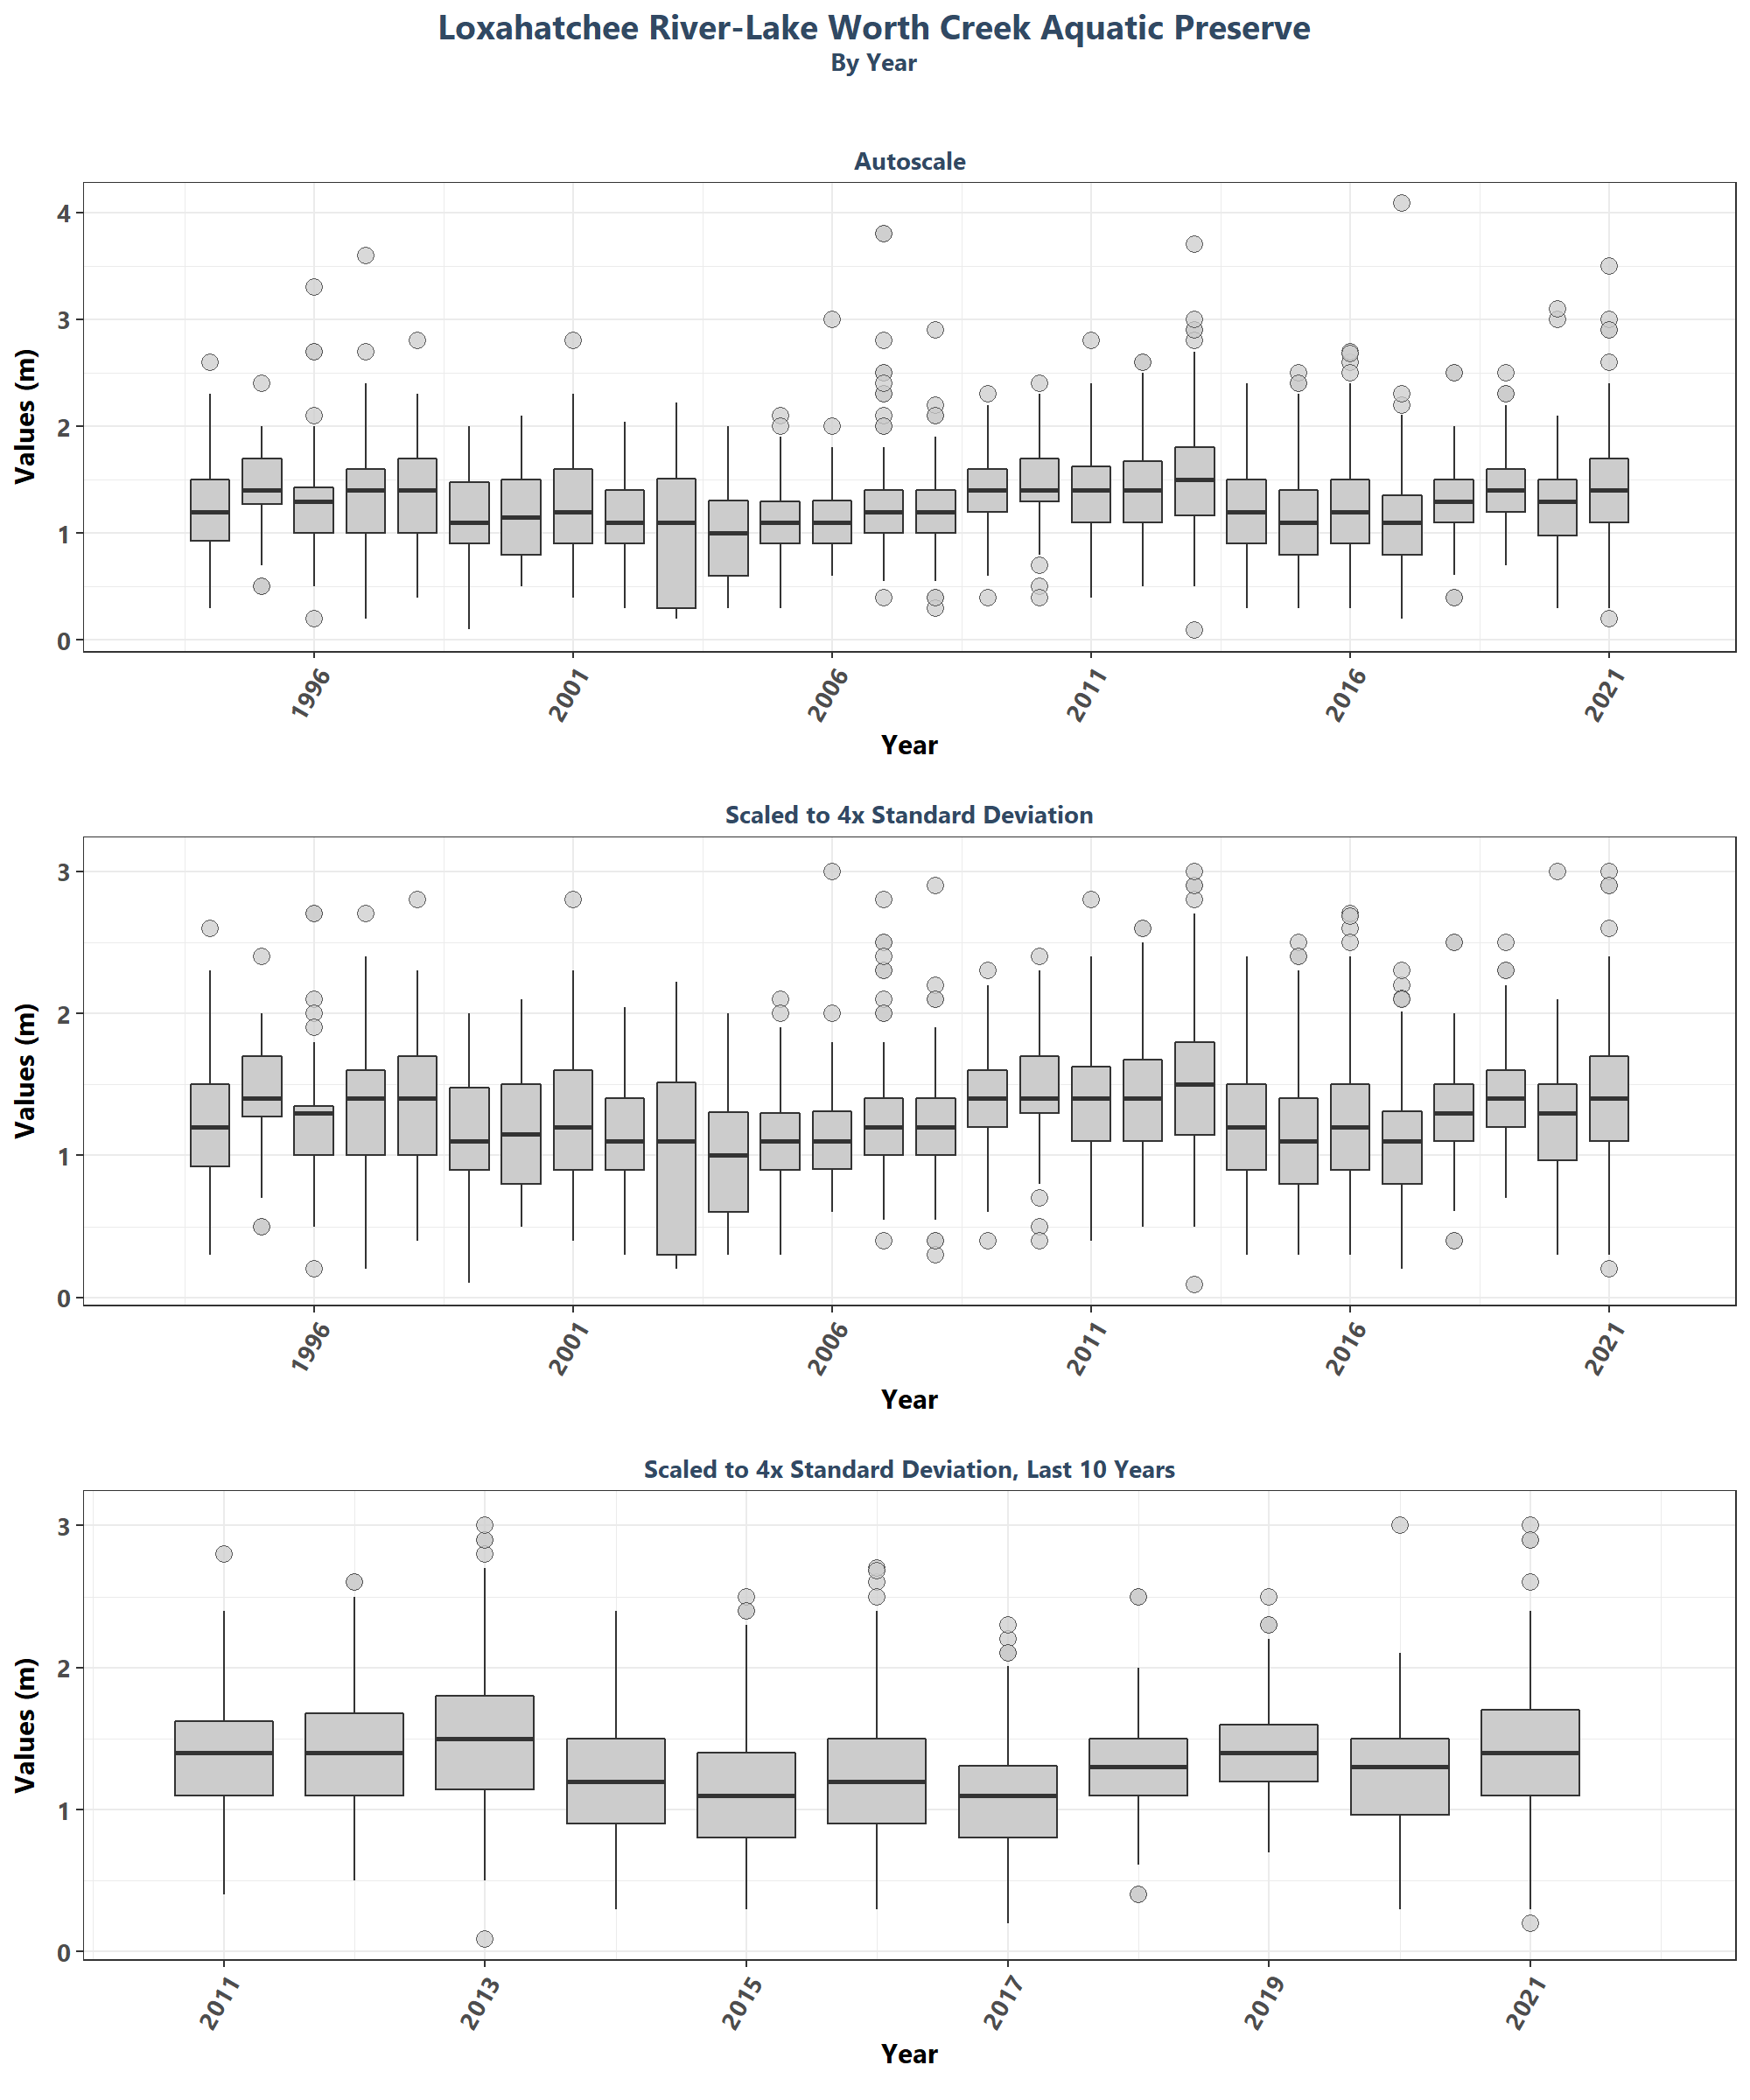 Loxahatchee River-Lake Worth Creek Aquatic Preserve
By Year
Autoscale
Values (m)
4
3
2
1
0
1996
2001
2006
2011
2016
2021
Year
Scaled to 4x Standard Deviation
Values (m)
3
2
1
0
1996
2001
2006
2011
2016
2021
Year
Scaled to 4x Standard Deviation, Last 10 Years
Values (m)
3
2
1
0
2011
2013
2015
2017
2019
2021
Year